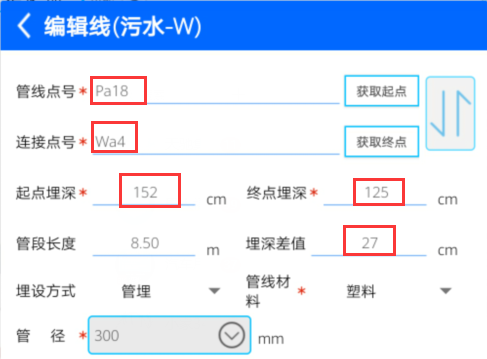 编辑线(污水-W)
管线点号* Pa18 获取起点
连接点号* Wa4 获取终点
起点埋深* 152 cm 终点埋深* 125 cm
管段长度 8.50 m 埋深差值 27 cm
埋设方式 管埋 管线材料* 塑料
管 径* 300 mm